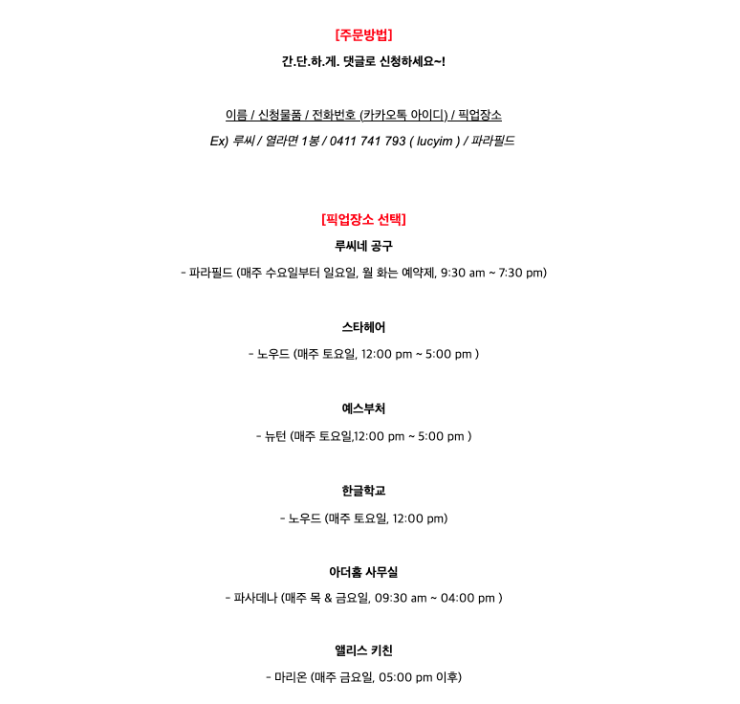 [주문방법]
간.단.하.게. 댓글로 신청하세요~!
이름 / 신청물품 / 전화번호 (카카오톡 아이디) / 픽업장소
Ex) 루씨 / 열라면 1봉 / 0411 741 793 ( lucyim ) / 파라필드
[픽업장소 선택]
루씨네 공구
- 파라필드 (매주 수요일부터 일요일, 월 화는 예약제, 9:30 am ~ 7:30 pm)
스타헤어
- 노우드 (매주 토요일, 12:00 pm ~ 5:00 pm )
예스부처
- 뉴턴 (매주 토요일,12:00 pm ~ 5:00 pm )
한글학교
- 노우드 (매주 토요일, 12:00 pm)
아더홈 사무실
- 파사데나 (매주 목 & 금요일, 09:30 am ~ 04:00 pm )
앨리스 키친
- 마리온 (매주 금요일, 05:00 pm 이후)